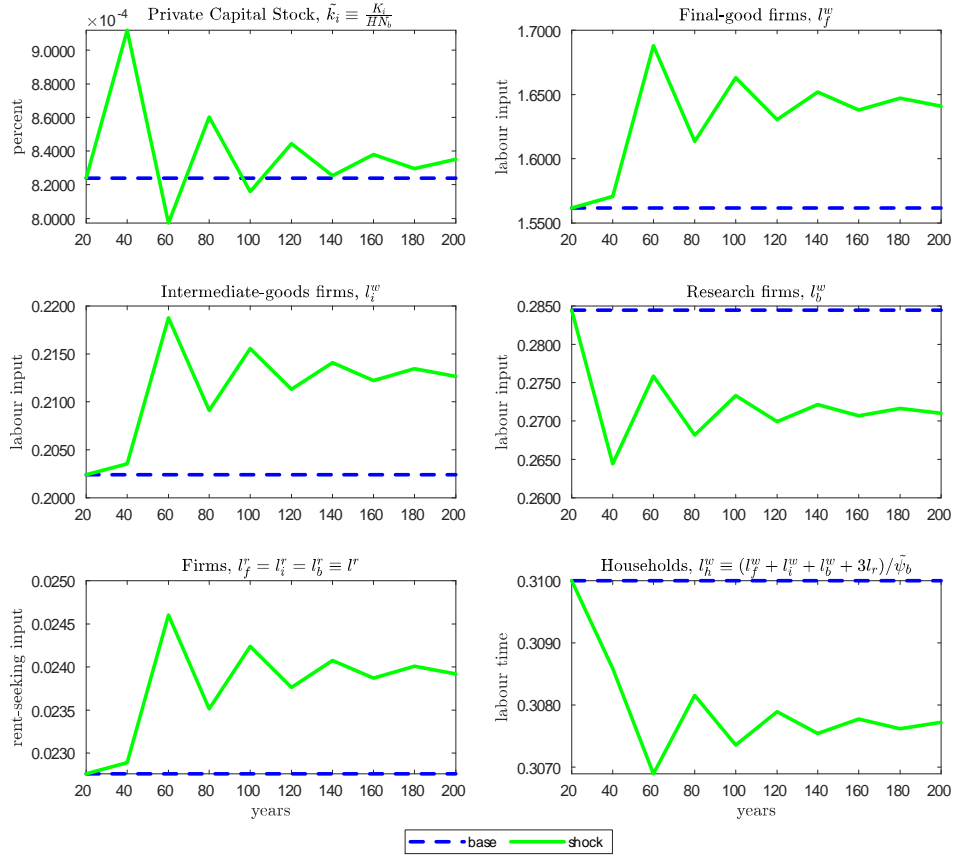 Private Capital Stock, k̃_i ≡ K_i/HN_b
×10^-4
9.0000
8.8000
8.6000
8.4000
8.2000
8.0000
percent
20 40 60 80 100 120 140 160 180 200
Final-good firms, l_f^w
1.7000
1.6500
1.6000
1.5500
labour input
20 40 60 80 100 120 140 160 180 200
Intermediate-goods firms, l_i^w
0.2200
0.2150
0.2100
0.2050
0.2000
labour input
20 40 60 80 100 120 140 160 180 200
Research firms, l_b^w
0.2850
0.2800
0.2750
0.2700
0.2650
0.2600
labour input
20 40 60 80 100 120 140 160 180 200
Firms, l_f^r = l_i^r = l_b^r ≡ l^r
0.0250
0.0245
0.0240
0.0235
0.0230
rent-seeking input
20 40 60 80 100 120 140 160 180 200
years
Households, l_h^w ≡ (l_f^w + l_i^w + l_b^w + 3l_r)/ψ̃_b
0.3100
0.3090
0.3080
0.3070
labour time
20 40 60 80 100 120 140 160 180 200
years
base shock